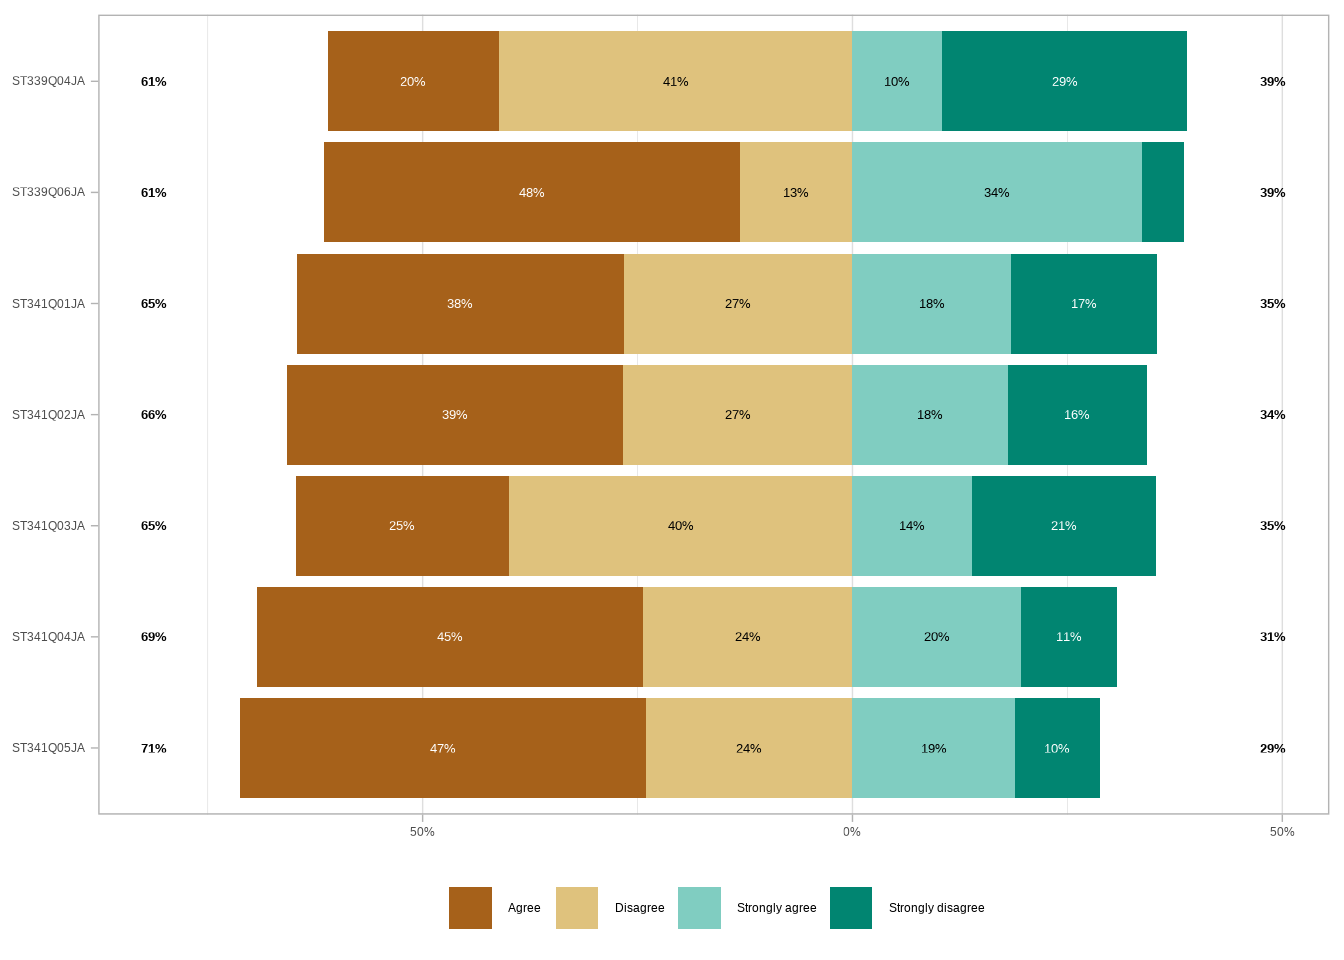 ST339Q04JA 61% 20% 41% 10% 29% 39%
ST339Q06JA 61% 48% 13% 34% 39%
ST341Q01JA 65% 38% 27% 18% 17% 35%
ST341Q02JA 66% 39% 27% 18% 16% 34%
ST341Q03JA 65% 25% 40% 14% 21% 35%
ST341Q04JA 69% 45% 24% 20% 11% 31%
ST341Q05JA 71% 47% 24% 19% 10% 29%
50% 0% 50%
Agree Disagree Strongly agree Strongly disagree